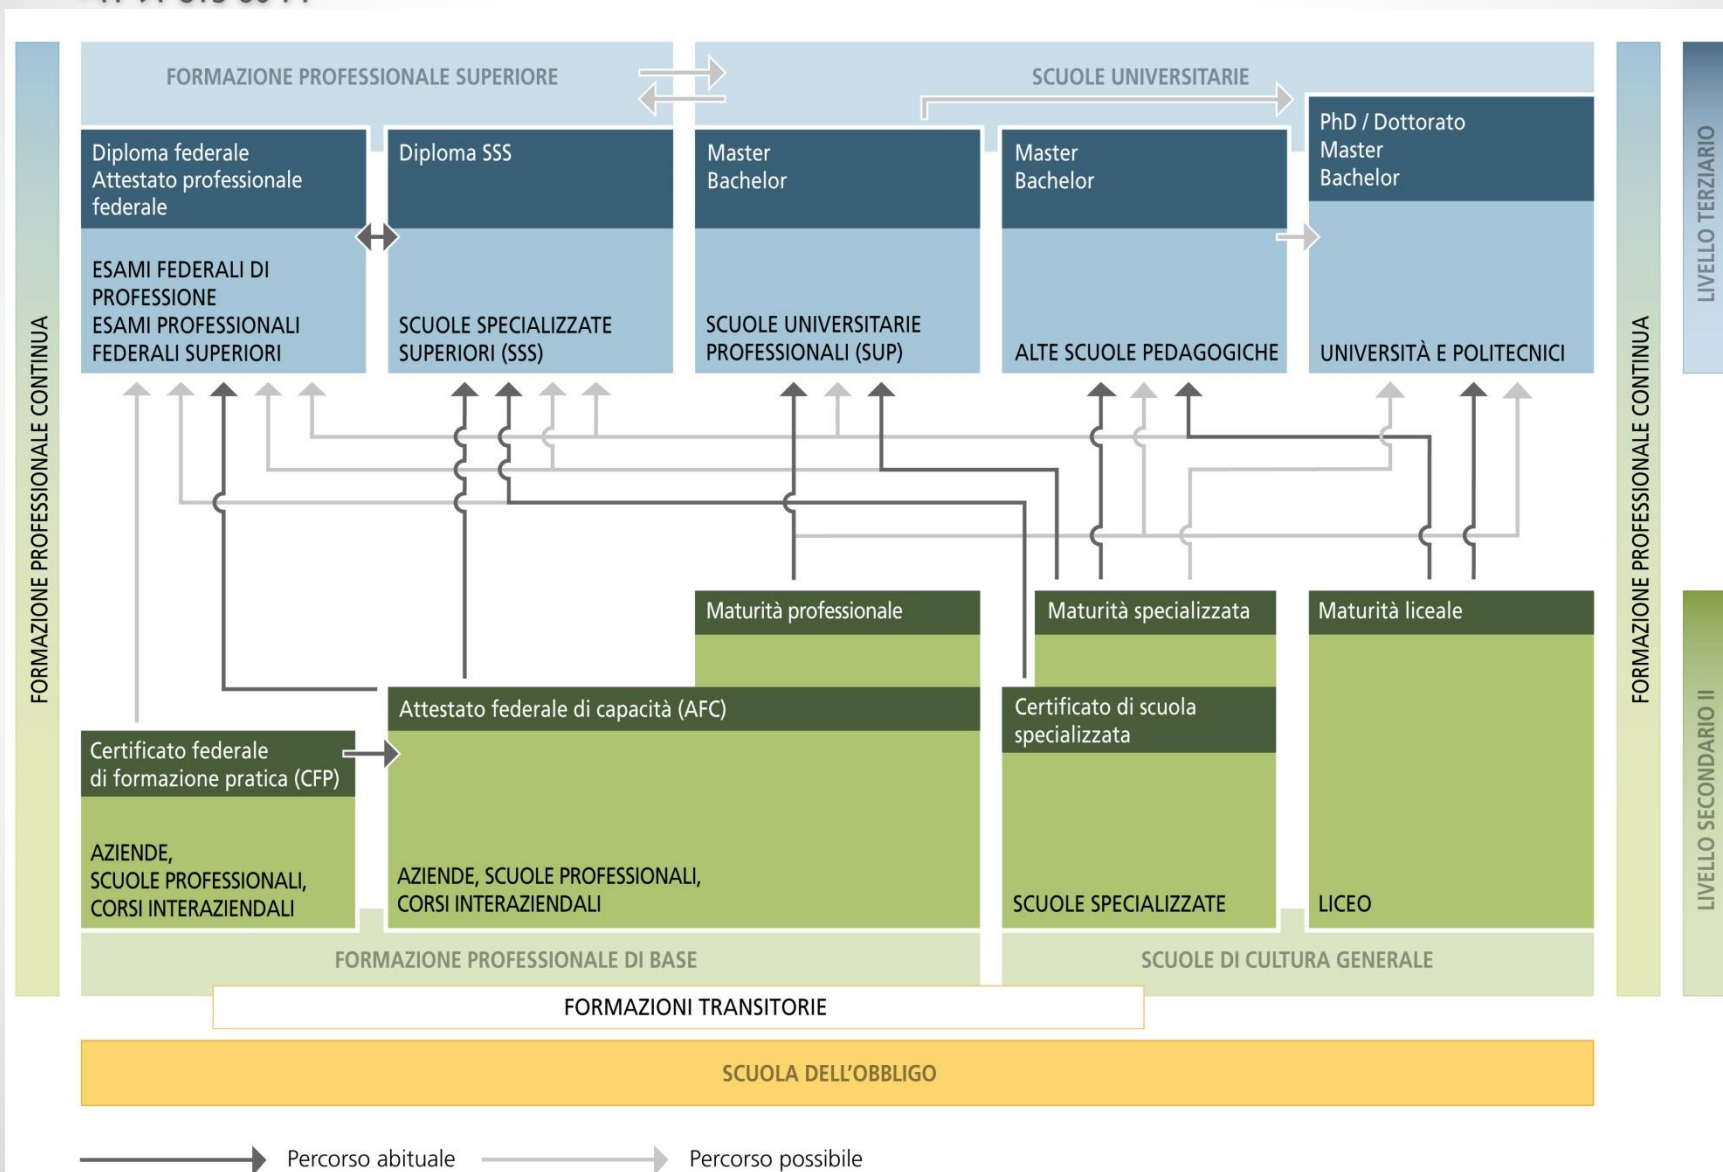 FORMAZIONE PROFESSIONALE SUPERIORE
SCUOLE UNIVERSITARIE
Diploma federale
Attestato professionale
federale
ESAMI FEDERALI DI
PROFESSIONE
ESAMI PROFESSIONALI
FEDERALI SUPERIORI
Diploma SSS
SCUOLE SPECIALIZZATE
SUPERIORI (SSS)
Master
Bachelor
SCUOLE UNIVERSITARIE
PROFESSIONALI (SUP)
Master
Bachelor
ALTE SCUOLE PEDAGOGICHE
PhD / Dottorato
Master
Bachelor
UNIVERSITÀ E POLITECNICI
FORMAZIONE PROFESSIONALE CONTINUA
FORMAZIONE PROFESSIONALE CONTINUA
LIVELLO TERZIARIO
LIVELLO SECONDARIO II
Maturità professionale
Maturità specializzata
Maturità liceale
Attestato federale di capacità (AFC)
Certificato di scuola
specializzata
Certificato federale
di formazione pratica (CFP)
AZIENDE,
SCUOLE PROFESSIONALI,
CORSI INTERAZIENDALI
AZIENDE, SCUOLE PROFESSIONALI,
CORSI INTERAZIENDALI
SCUOLE SPECIALIZZATE
LICEO
FORMAZIONE PROFESSIONALE DI BASE
SCUOLE DI CULTURA GENERALE
FORMAZIONI TRANSITORIE
SCUOLA DELL'OBBLIGO
Percorso abituale
Percorso possibile